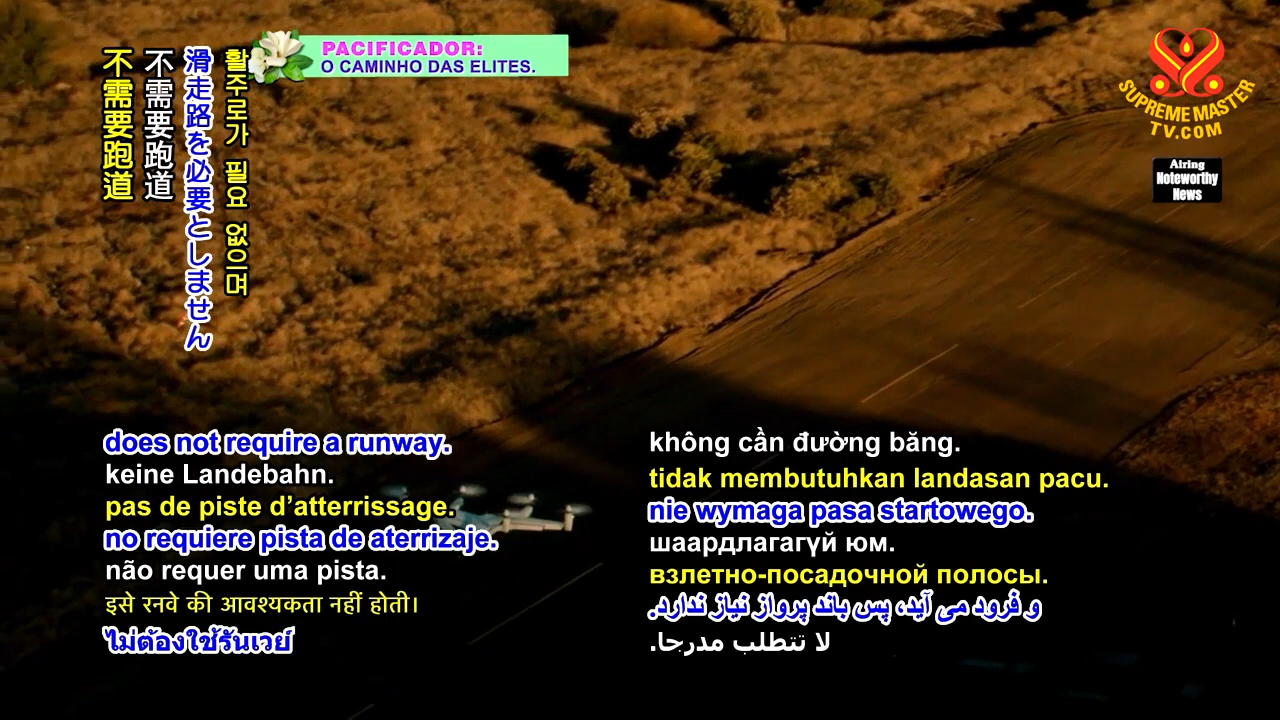 PACIFICADOR:
O CAMINHO DAS ELITES.
SUPREME MASTER
TV.COM
Airing
Noteworthy
News
활주로가 필요 없으며
滑走路を必要としません
不需要跑道
不需要跑道
does not require a runway.
keine Landebahn.
pas de piste d’atterrissage.
no requiere pista de aterrizaje.
não requer uma pista.
इसे रनवे की आवश्यकता नहीं होती।
ไม่ต้องใช้รันเวย์
không cần đường băng.
tidak membutuhkan landasan pacu.
nie wymaga pasa startowego.
шаардлагагүй юм.
взлетно-посадочной полосы.
و فرود می آید، پس باند پرواز نیاز ندارد.
لا تتطلب مدرجا.